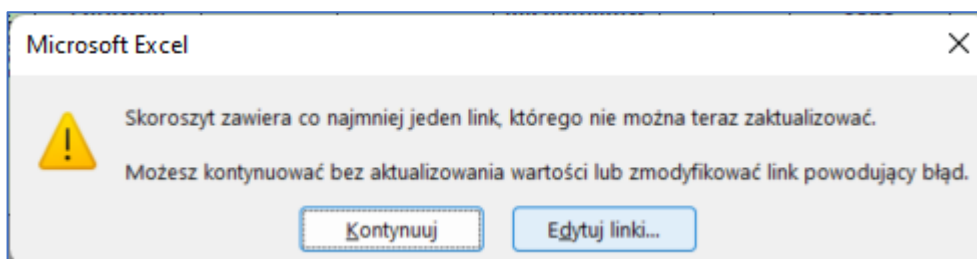 Microsoft Excel
Skoroszyt zawiera co najmniej jeden link, którego nie można teraz zaktualizować.
Możesz kontynuować bez aktualizowania wartości lub zmodyfikować link powodujący błąd.
Kontynuuj
Edytuj linki...